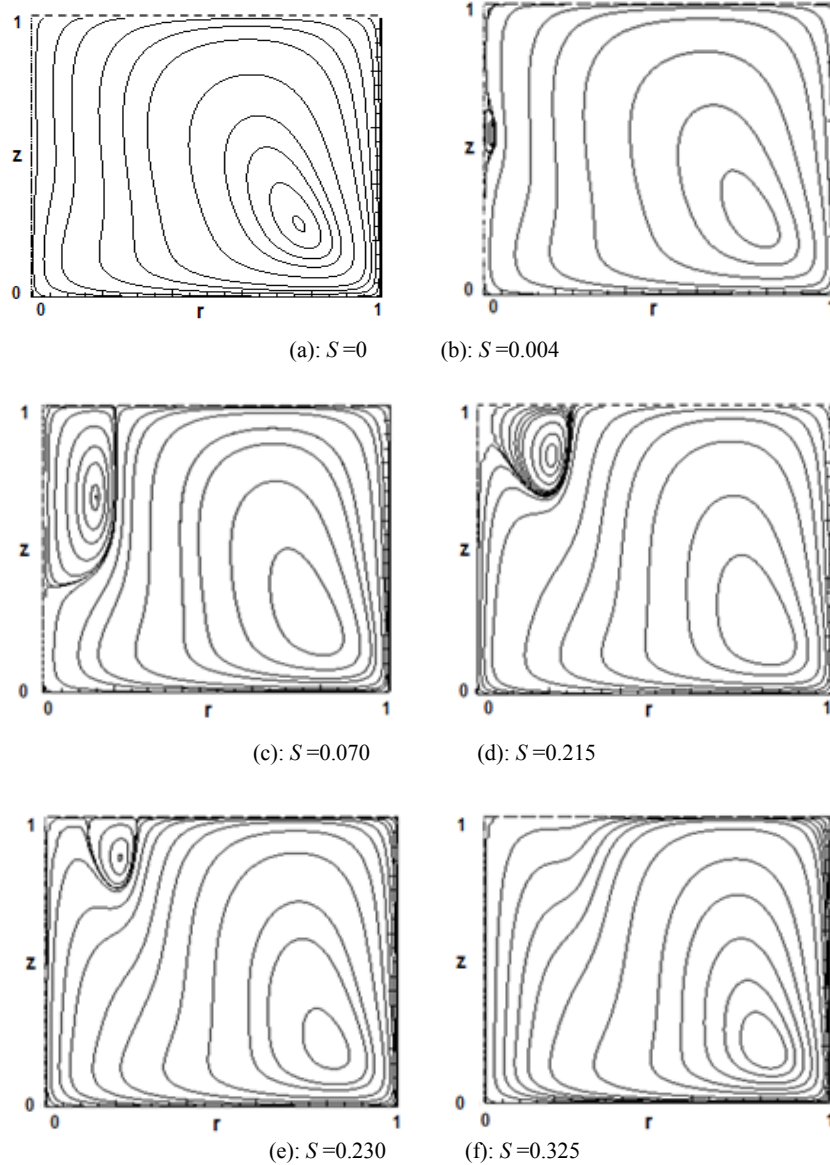 1
z
0
0
r
1
1
z
0
0
r
1
(a): S =0
(b): S =0.004
1
z
0
0
r
1
1
z
0
0
r
1
(c): S =0.070
(d): S =0.215
1
z
0
0
r
1
1
z
0
0
r
1
(e): S =0.230
(f): S =0.325